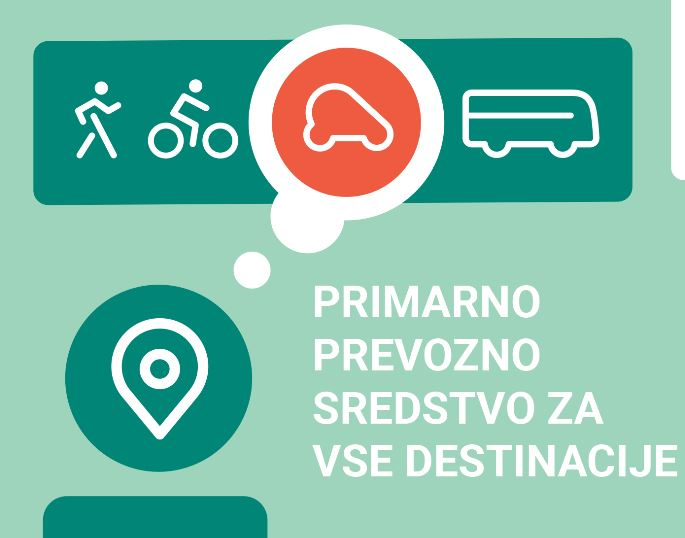 PRIMARNO
PREVOZNO
SREDSTVO ZA
VSE DESTINACIJE